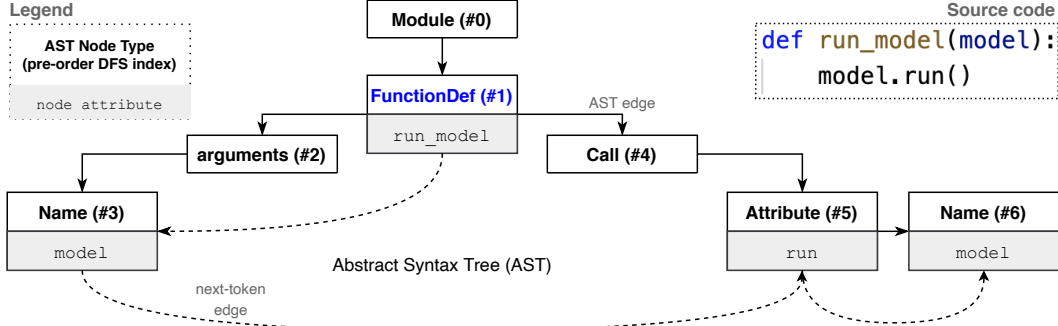 Legend
AST Node Type
(pre-order DFS index)
node attribute
Module (#0)
Source code
def run_model(model):
model.run()
FunctionDef (#1)
run_model
AST edge
arguments (#2)
Call (#4)
Name (#3)
model
Attribute (#5)
run
Name (#6)
model
Abstract Syntax Tree (AST)
next-token
edge